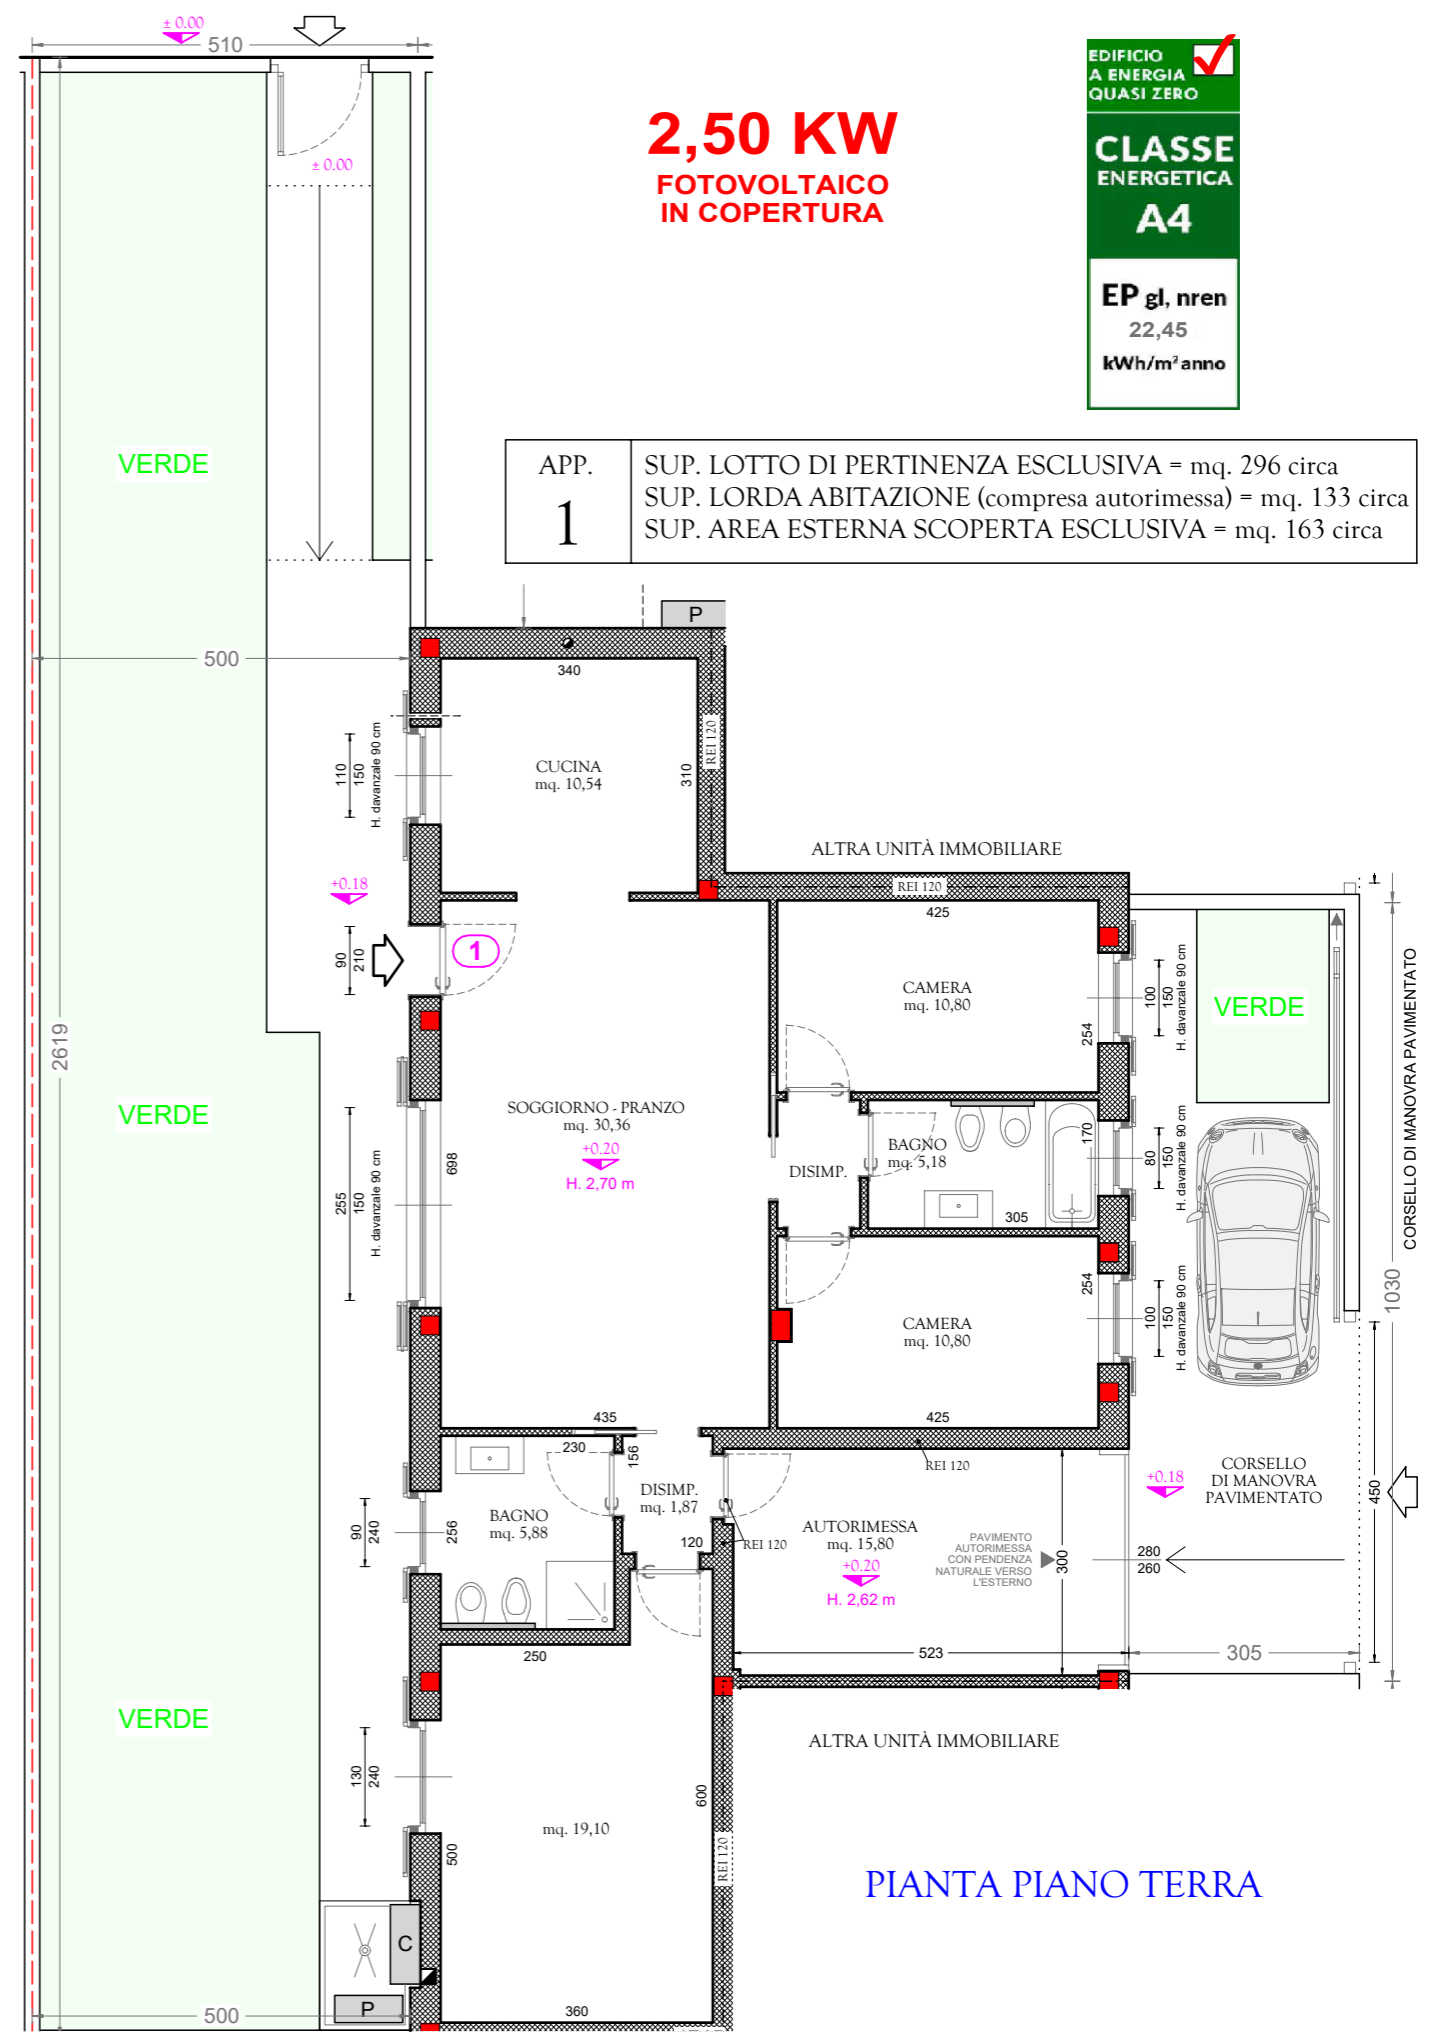 ± 0.00
510
± 0.00
2,50 KW
FOTOVOLTAICO
IN COPERTURA
EDIFICIO
A ENERGIA
QUASI ZERO
CLASSE
ENERGETICA
A4
EP gl, nren
22,45
kWh/m² anno
VERDE
APP.
1
SUP. LOTTO DI PERTINENZA ESCLUSIVA = mq. 296 circa
SUP. LORDA ABITAZIONE (compresa autorimessa) = mq. 133 circa
SUP. AREA ESTERNA SCOPERTA ESCLUSIVA = mq. 163 circa
P
500
340
REI 120
110
150
H. davanzale 90 cm
CUCINA
mq. 10,54
310
ALTRA UNITÀ IMMOBILIARE
+0.18
REI 120
425
90
210
1
CAMERA
mq. 10,80
254
100
150
H. davanzale 90 cm
VERDE
CORSELLO DI MANOVRA PAVIMENTATO
2619
VERDE
SOGGIORNO - PRANZO
mq. 30,36
+0.20
H. 2,70 m
698
255
150
H. davanzale 90 cm
DISIMP.
BAGNO
mq. 5,18
170
305
80
150
H. davanzale 90 cm
254
CAMERA
mq. 10,80
100
150
H. davanzale 90 cm
1030
435
425
230
156
REI 120
DISIMP.
mq. 1,87
120
REI 120
BAGNO
mq. 5,88
256
90
240
AUTORIMESSA
mq. 15,80
+0.20
H. 2,62 m
PAVIMENTO
AUTORIMESSA
CON PENDENZA
NATURALE VERSO
L'ESTERNO
300
280
260
+0.18
CORSELLO
DI MANOVRA
PAVIMENTATO
450
523
305
250
VERDE
130
240
ALTRA UNITÀ IMMOBILIARE
600
mq. 19,10
500
REI 120
PIANTA PIANO TERRA
C
P
500
360